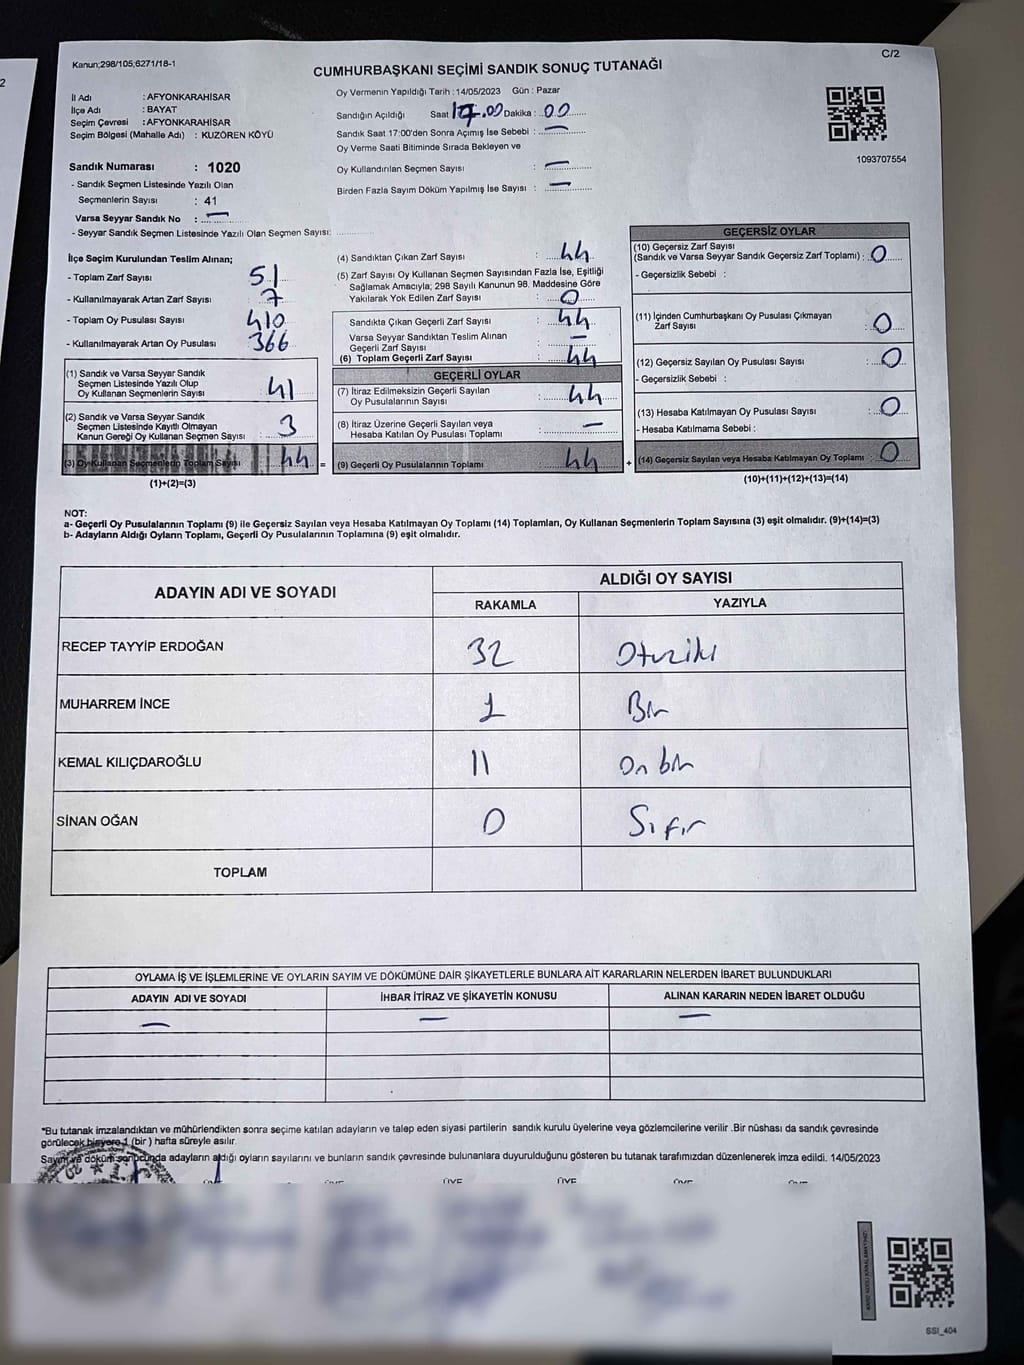 2
Kanun;298/105;6271/18-1
C/2
CUMHURBAŞKANI SEÇİMİ SANDIK SONUÇ TUTANAĞI
İl Adı : AFYONKARAHİSAR
İlçe Adı : BAYAT
Seçim Çevresi : AFYONKARAHİSAR
Seçim Bölgesi (Mahalle Adı) : KUZÖREN KÖYÜ
Sandık Numarası : 1020
- Sandık Seçmen Listesinde Yazılı Olan
Seçmenlerin Sayısı : 41
Varsa Seyyar Sandık No : —
- Seyyar Sandık Seçmen Listesinde Yazılı Olan Seçmen Sayısı:
Oy Vermenin Yapıldığı Tarih : 14/05/2023 Gün : Pazar
Sandığın Açıldığı Saat 17.00 Dakika : 00
Sandık Saat 17:00'den Sonra Açımış İse Sebebi : —
Oy Verme Saati Bitiminde Sırada Bekleyen ve
Oy Kullandırılan Seçmen Sayısı : —
Birden Fazla Sayım Döküm Yapılmış İse Sayısı : —
1093707554
İlçe Seçim Kurulundan Teslim Alınan;
- Toplam Zarf Sayısı 51
- Kullanılmayarak Artan Zarf Sayısı : 7
- Toplam Oy Pusulası Sayısı 410
- Kullanılmayarak Artan Oy Pusulası 366
(1) Sandık ve Varsa Seyyar Sandık
Seçmen Listesinde Yazılı Olup
Oy Kullanan Seçmenlerin Sayısı : 41
(2) Sandık ve Varsa Seyyar Sandık
Seçmen Listesinde Kayıtlı Olmayan
Kanun Gereği Oy Kullanan Seçmen Sayısı : 3
(3) Oy Kullanan Seçmenlerin Toplam Sayısı 44 =
(1)+(2)=(3)
(4) Sandıktan Çıkan Zarf Sayısı : 44
(5) Zarf Sayısı Oy Kullanan Seçmen Sayısından Fazla İse, Eşitliği
Sağlamak Amacıyla; 298 Sayılı Kanunun 98. Maddesine Göre
Yakılarak Yok Edilen Zarf Sayısı : 0
Sandıkta Çıkan Geçerli Zarf Sayısı : 44
Varsa Seyyar Sandıktan Teslim Alınan
Geçerli Zarf Sayısı : —
(6) Toplam Geçerli Zarf Sayısı : 44
GEÇERLİ OYLAR
(7) İtiraz Edilmeksizin Geçerli Sayılan
Oy Pusulalarının Sayısı : 44
(8) İtiraz Üzerine Geçerli Sayılan veya
Hesaba Katılan Oy Pusulası Toplamı : —
(9) Geçerli Oy Pusulalarının Toplamı : 44 +
GEÇERSİZ OYLAR
(10) Geçersiz Zarf Sayısı
(Sandık ve Varsa Seyyar Sandık Geçersiz Zarf Toplamı) : 0
- Geçersizlik Sebebi :
(11) İçinden Cumhurbaşkanı Oy Pusulası Çıkmayan
Zarf Sayısı : 0
(12) Geçersiz Sayılan Oy Pusulası Sayısı : 0
- Geçersizlik Sebebi :
(13) Hesaba Katılmayan Oy Pusulası Sayısı : 0
- Hesaba Katılmama Sebebi :
(14) Geçersiz Sayılan veya Hesaba Katılmayan Oy Toplamı : 0
(10)+(11)+(12)+(13)=(14)
NOT:
a- Geçerli Oy Pusulalarının Toplamı (9) ile Geçersiz Sayılan veya Hesaba Katılmayan Oy Toplamı (14) Toplamları, Oy Kullanan Seçmenlerin Toplam Sayısına (3) eşit olmalıdır. (9)+(14)=(3)
b- Adayların Aldığı Oyların Toplamı, Geçerli Oy Pusulalarının Toplamına (9) eşit olmalıdır.
ADAYIN ADI VE SOYADI ALDIĞI OY SAYISI
RAKAMLA YAZIYLA
RECEP TAYYİP ERDOĞAN 32 Otuziki
MUHARREM İNCE 1 Bir
KEMAL KILIÇDAROĞLU 11 On bir
SİNAN OĞAN 0 Sıfır
TOPLAM
OYLAMA İŞ VE İŞLEMLERİNE VE OYLARIN SAYIM VE DÖKÜMÜNE DAİR ŞİKAYETLERLE BUNLARA AİT KARARLARIN NELERDEN İBARET BULUNDUKLARI
ADAYIN ADI VE SOYADI İHBAR İTİRAZ VE ŞİKAYETİN KONUSU ALINAN KARARIN NEDEN İBARET OLDUĞU
— — —
*Bu tutanak imzalandıktan ve mühürlendikten sonra seçime katılan adayların ve talep eden siyasi partilerin sandık kurulu üyelerine veya gözlemcilerine verilir .Bir nüshası da sandık çevresinde
görülecek bir yere 1 (bir ) hafta süreyle asılır.
Sayım ve döküm sonucunda adayların aldığı oyların sayılarını ve bunların sandık çevresinde bulunanlara duyurulduğunu gösteren bu tutanak tarafımızdan düzenlenerek imza edildi. 14/05/2023
ÜYE ÜYE ÜYE
SSI_404